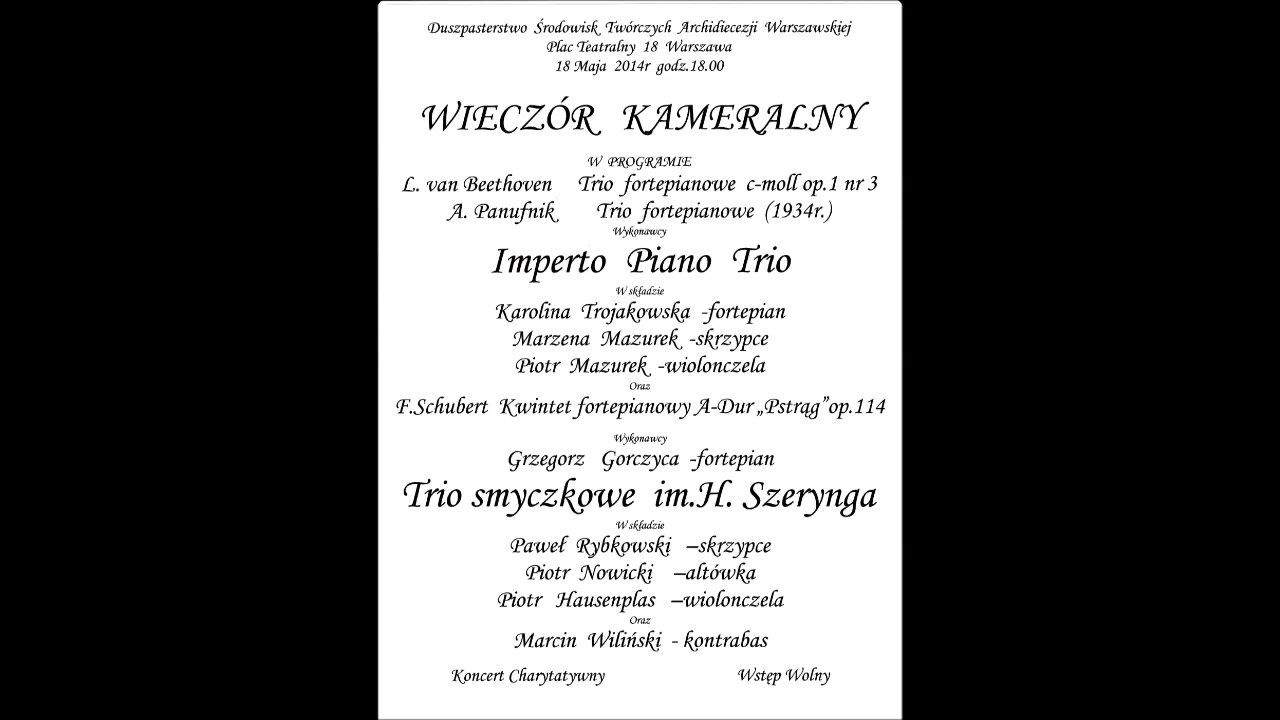 Duszpasterstwo Środowisk Twórczych Archidiecezji Warszawskiej
Plac Teatralny 18 Warszawa
18 Maja 2014r godz.18.00
WIECZÓR KAMERALNY
W PROGRAMIE
L. van Beethoven Trio fortepianowe c-moll op.1 nr 3
A. Panufnik Trio fortepianowe (1934r.)
Wykonawcy
Imperto Piano Trio
W składzie
Karolina Trojakowska -fortepian
Marzena Mazurek -skrzypce
Piotr Mazurek -wiolonczela
Oraz
F.Schubert Kwintet fortepianowy A-Dur „Pstrąg”op.114
Wykonawcy
Grzegorz Gorczyca -fortepian
Trio smyczkowe im.H. Szerynga
W składzie
Paweł Rybkowski –skrzypce
Piotr Nowicki –altówka
Piotr Hausenplas –wiolonczela
Oraz
Marcin Wiliński - kontrabas
Koncert Charytatywny Wstęp Wolny